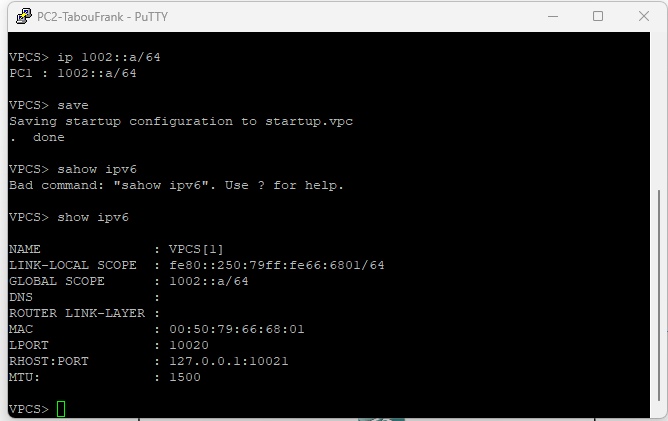 PC2-TabouFrank - PuTTY
VPCS> ip 1002::a/64
PC1 : 1002::a/64
VPCS> save
Saving startup configuration to startup.vpc
.  done
VPCS> sahow ipv6
Bad command: "sahow ipv6". Use ? for help.
VPCS> show ipv6
NAME              : VPCS[1]
LINK-LOCAL SCOPE  : fe80::250:79ff:fe66:6801/64
GLOBAL SCOPE      : 1002::a/64
DNS               :
ROUTER LINK-LAYER :
MAC               : 00:50:79:66:68:01
LPORT             : 10020
RHOST:PORT        : 127.0.0.1:10021
MTU:              : 1500
VPCS>